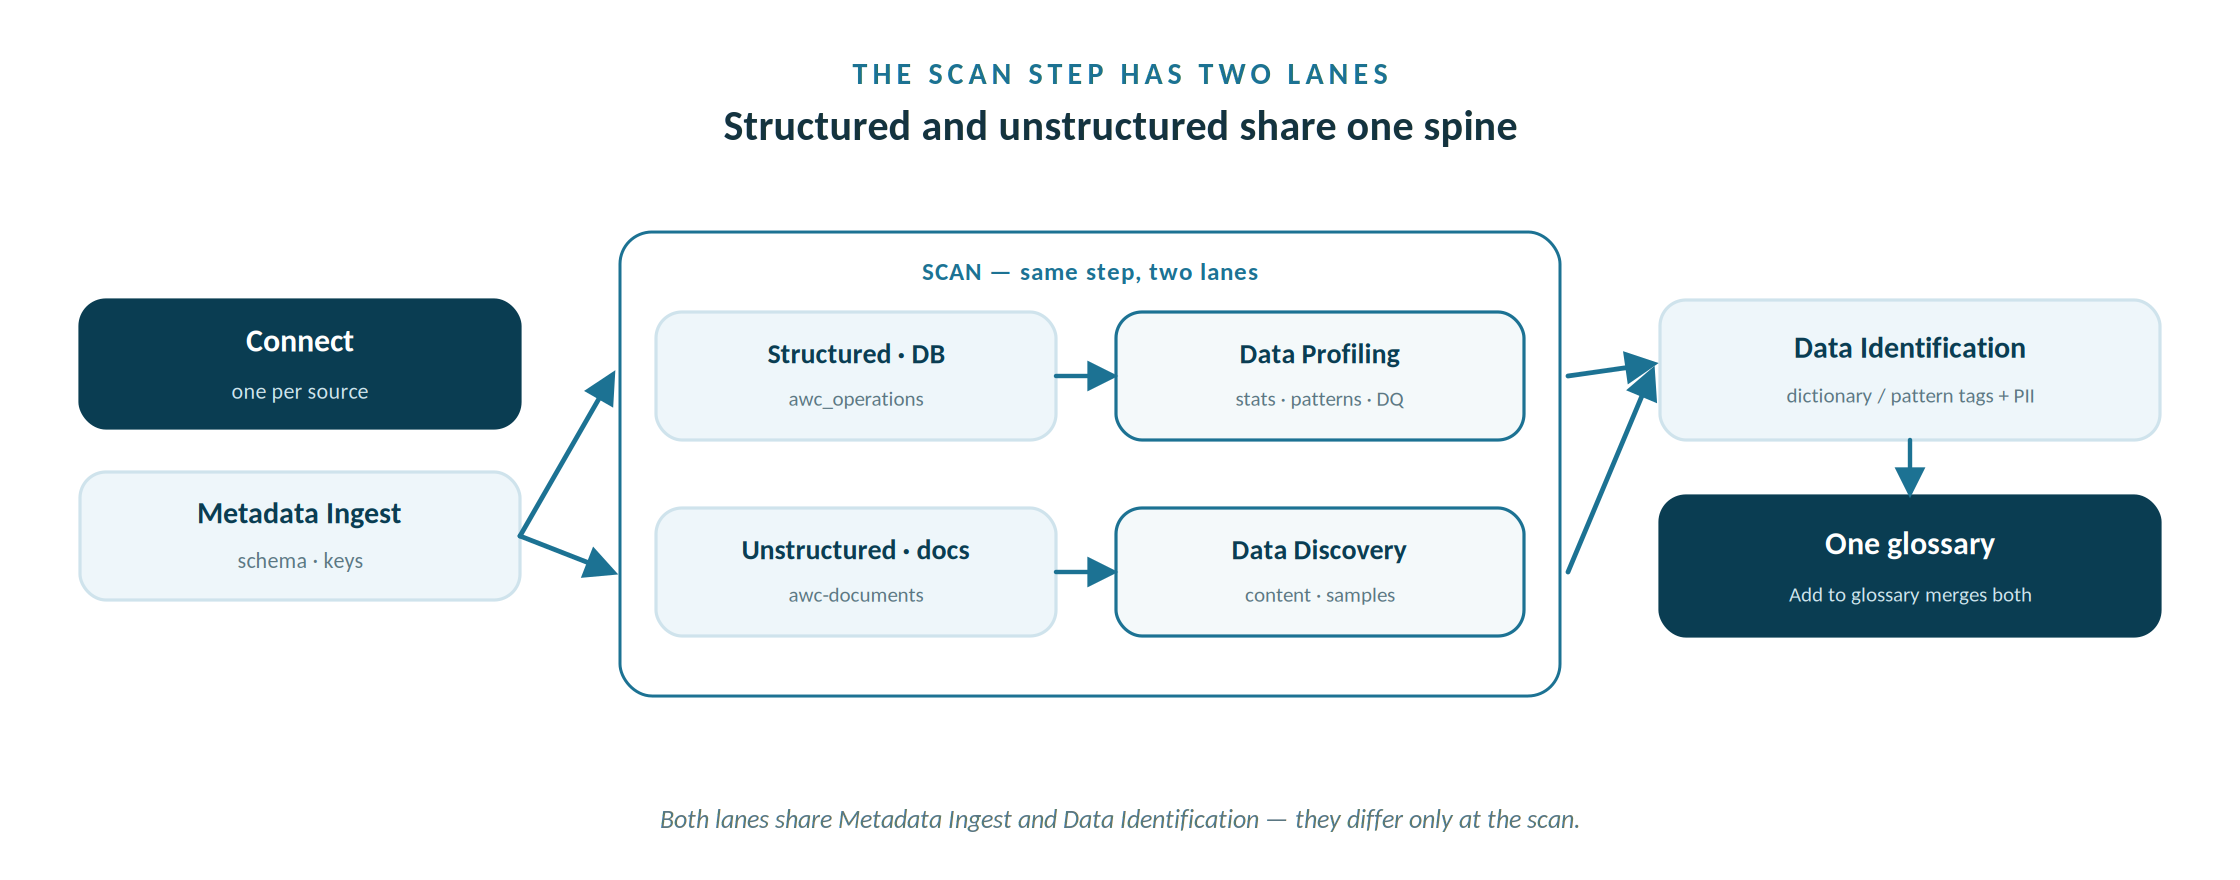 THE SCAN STEP HAS TWO LANES
Structured and unstructured share one spine
Connect
one per source
Metadata Ingest
schema · keys
SCAN — same step, two lanes
Structured · DB
awc_operations
Data Profiling
stats · patterns · DQ
Unstructured · docs
awc-documents
Data Discovery
content · samples
Data Identification
dictionary / pattern tags + PII
One glossary
Add to glossary merges both
Both lanes share Metadata Ingest and Data Identification — they differ only at the scan.